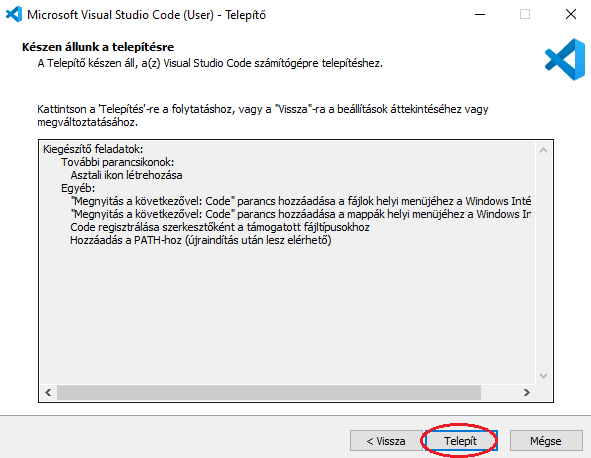 Microsoft Visual Studio Code (User) - Telepítő
Készen állunk a telepítésre
A Telepítő készen áll, a(z) Visual Studio Code számítógépre telepítéshez.
Kattintson a 'Telepítés'-re a folytatáshoz, vagy a "Vissza"-ra a beállítások áttekintéséhez vagy
megváltoztatásához.
Kiegészítő feladatok:
További parancsikonok:
Asztali ikon létrehozása
Egyéb:
"Megnyitás a következővel: Code" parancs hozzáadása a fájlok helyi menüjéhez a Windows Inté
"Megnyitás a következővel: Code" parancs hozzáadása a mappák helyi menüjéhez a Windows In
Code regisztrálása szerkesztőként a támogatott fájltípusokhoz
Hozzáadás a PATH-hoz (újraindítás után lesz elérhető)
< Vissza
Telepít
Mégse